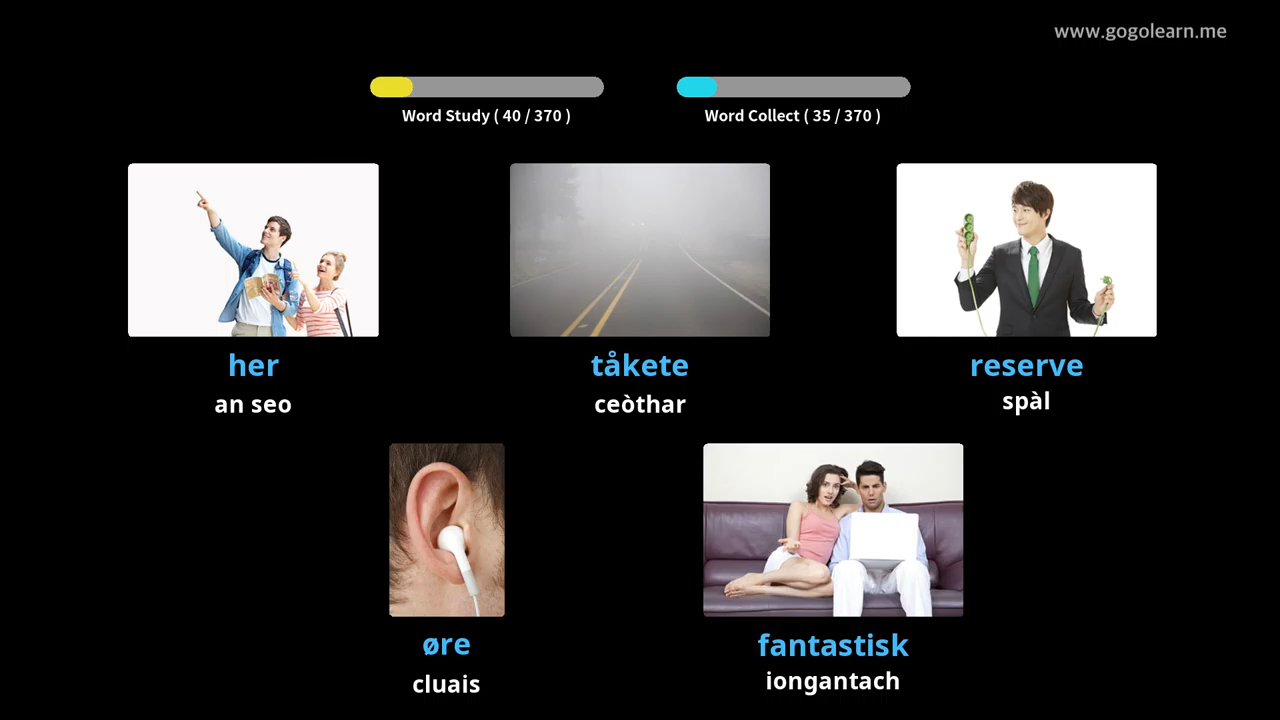 www.gogolearn.me
Word Study ( 40 / 370 )
Word Collect ( 35 / 370 )
her
an seo
tåkete
ceòthar
reserve
spàl
øre
cluais
fantastisk
iongantach